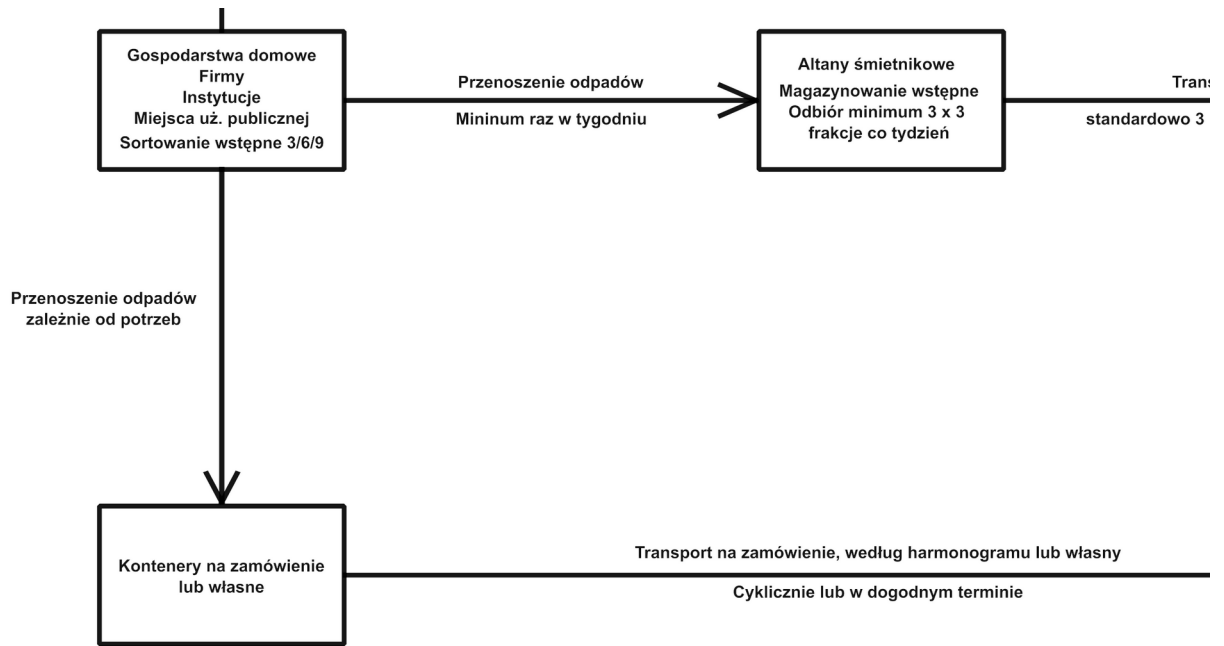 Gospodarstwa domowe
Firmy
Instytucje
Miejsca uż. publicznej
Sortowanie wstępne 3/6/9
Przenoszenie odpadów
Mininum raz w tygodniu
Altany śmietnikowe
Magazynowanie wstępne
Odbiór minimum 3 x 3
frakcje co tydzień
standardowo 3
Przenoszenie odpadów
zależnie od potrzeb
Kontenery na zamówienie
lub własne
Transport na zamówienie, według harmonogramu lub własny
Cyklicznie lub w dogodnym terminie